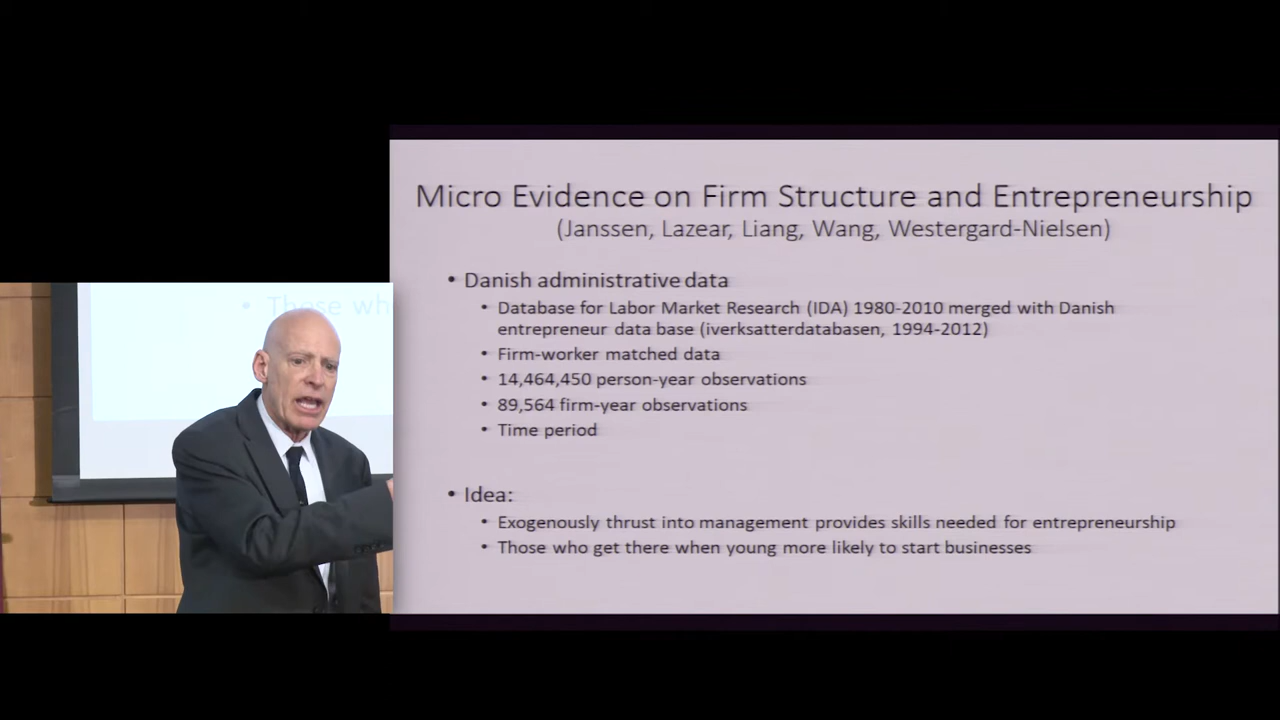 Micro Evidence on Firm Structure and Entrepreneurship
(Janssen, Lazear, Liang, Wang, Westergard-Nielsen)
• Danish administrative data
• Database for Labor Market Research (IDA) 1980-2010 merged with Danish
entrepreneur data base (iverksatterdatabasen, 1994-2012)
• Firm-worker matched data
• 14,464,450 person-year observations
• 89,564 firm-year observations
• Time period
• Idea:
• Exogenously thrust into management provides skills needed for entrepreneurship
• Those who get there when young more likely to start businesses
• Those who